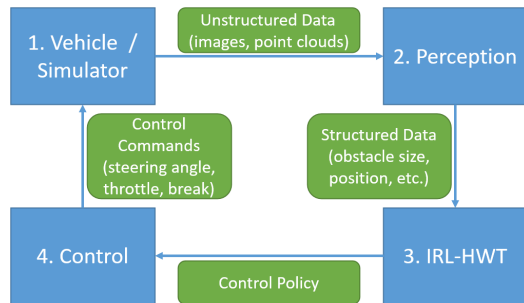 Unstructured Data
(images, point clouds)
1. Vehicle /
Simulator
2. Perception
Control
Commands
(steering angle,
throttle, break)
Structured Data
(obstacle size,
position, etc.)
4. Control
3. IRL-HWT
Control Policy